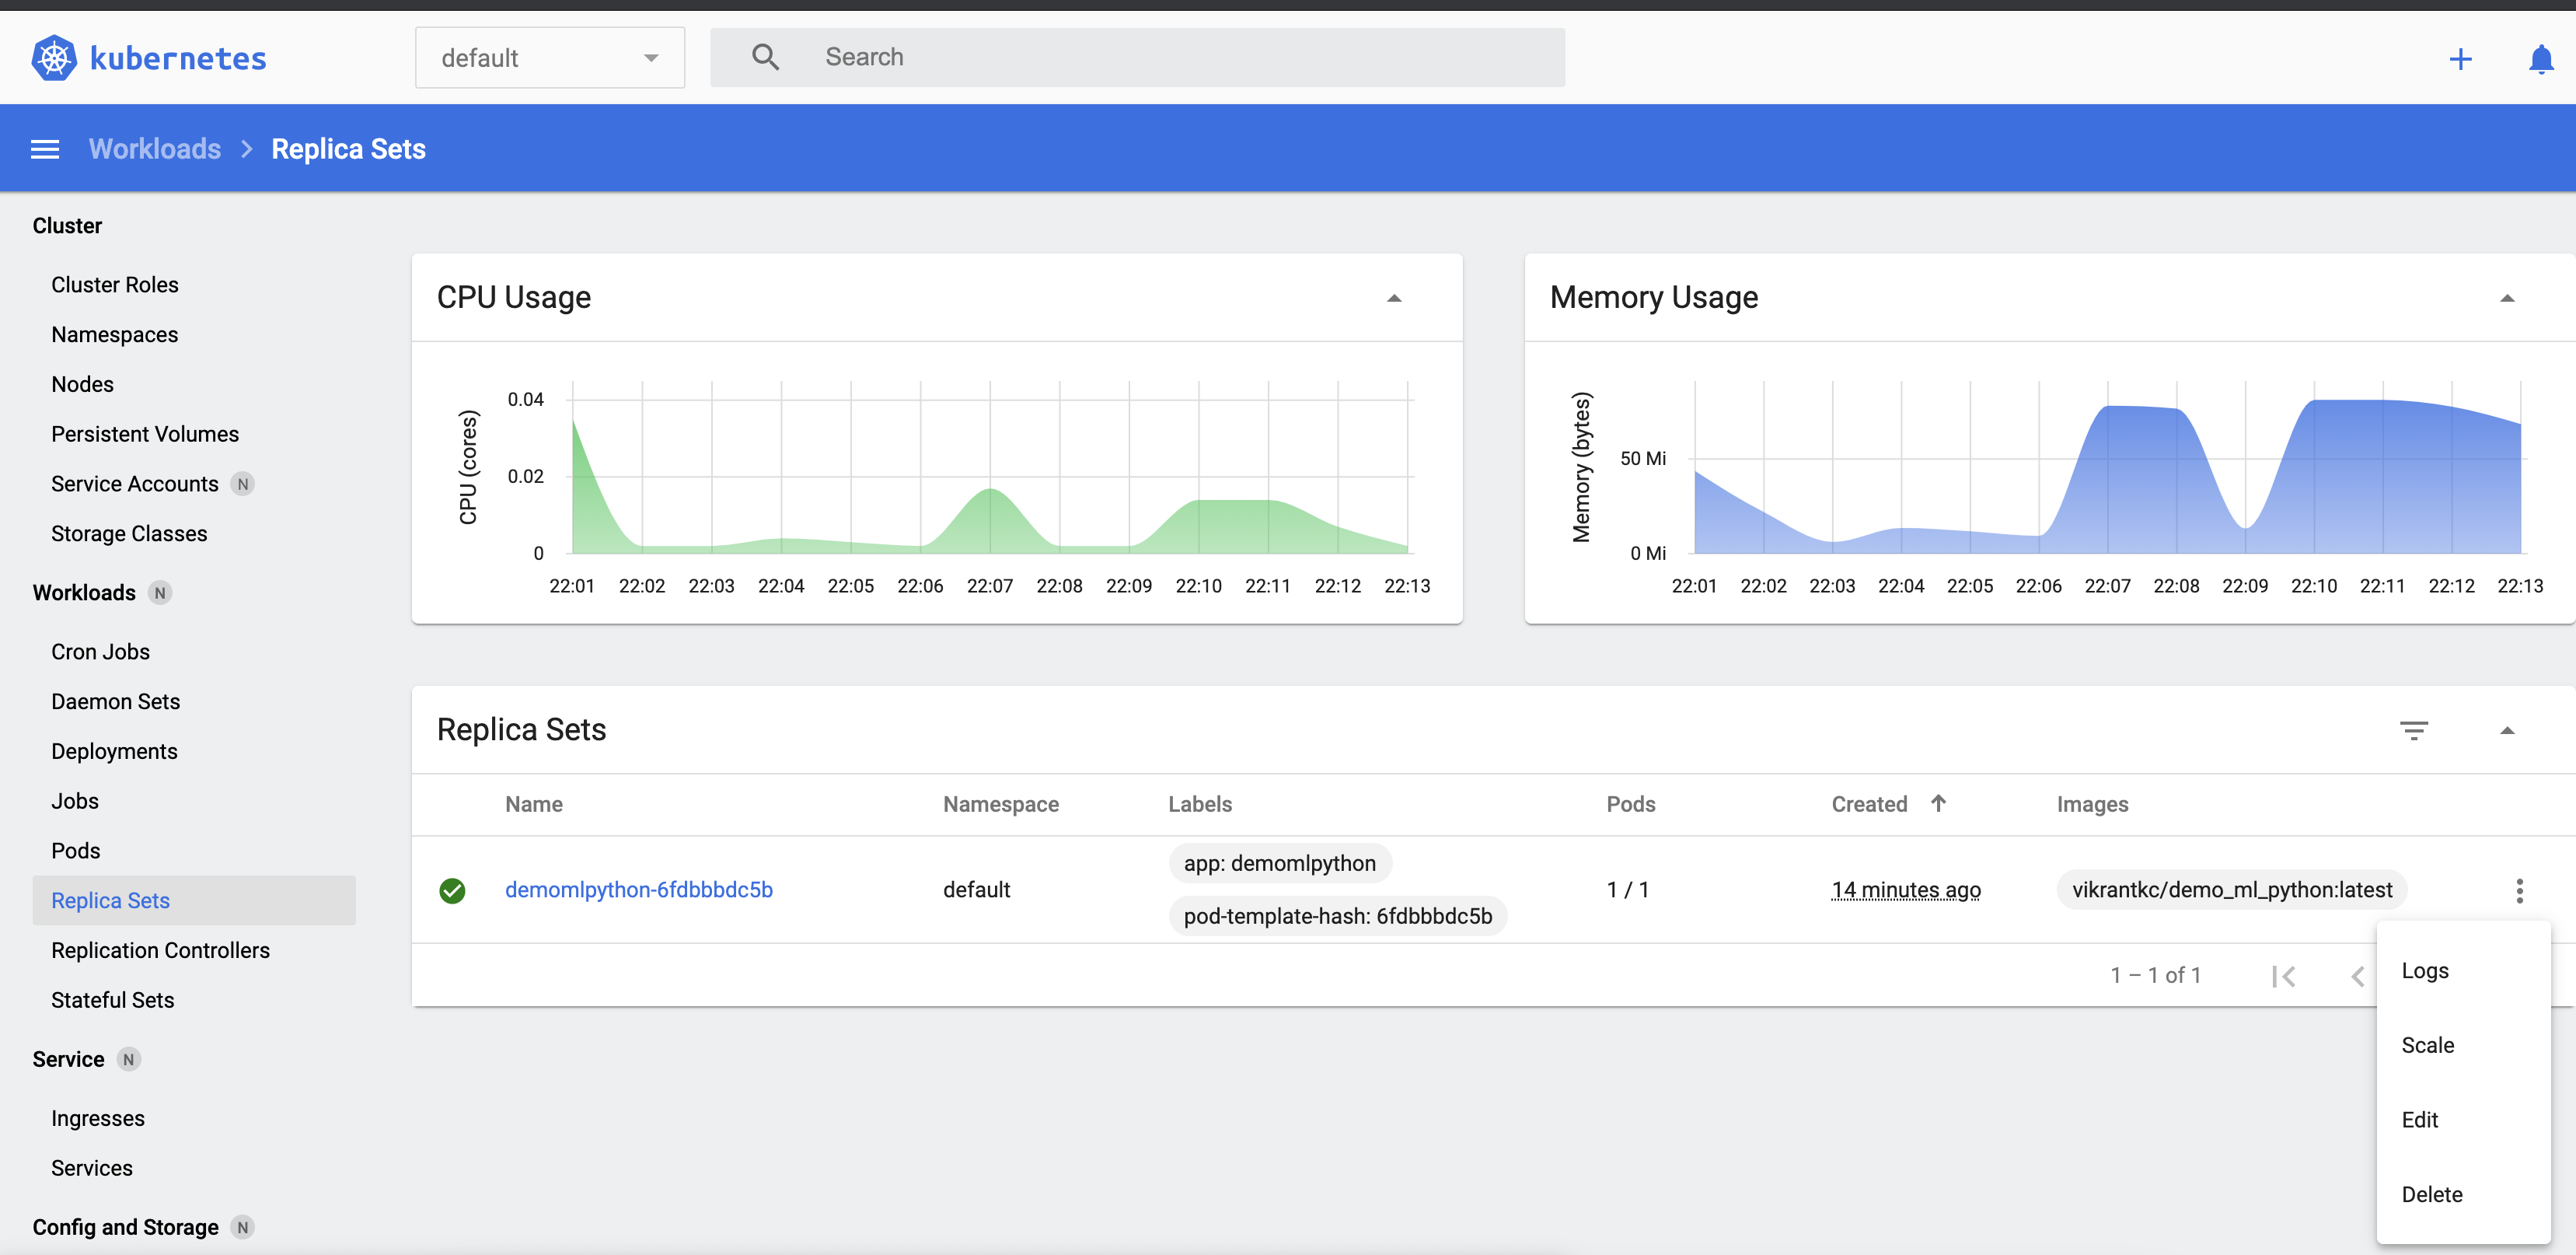 kubernetes
default
Search
Workloads > Replica Sets
Cluster
Cluster Roles
Namespaces
Nodes
Persistent Volumes
Service Accounts N
Storage Classes
Workloads N
Cron Jobs
Daemon Sets
Deployments
Jobs
Pods
Replica Sets
Replication Controllers
Stateful Sets
Service N
Ingresses
Services
Config and Storage N
CPU Usage
CPU (cores)
0.04
0.02
0
22:01 22:02 22:03 22:04 22:05 22:06 22:07 22:08 22:09 22:10 22:11 22:12 22:13
Memory Usage
Memory (bytes)
50 Mi
0 Mi
22:01 22:02 22:03 22:04 22:05 22:06 22:07 22:08 22:09 22:10 22:11 22:12 22:13
Replica Sets
Name Namespace Labels Pods Created Images
app: demomlpython
demomlpython-6fdbbbdc5b default 1 / 1 14 minutes ago vikrantkc/demo_ml_python:latest
pod-template-hash: 6fdbbbdc5b
1 – 1 of 1
Logs
Scale
Edit
Delete